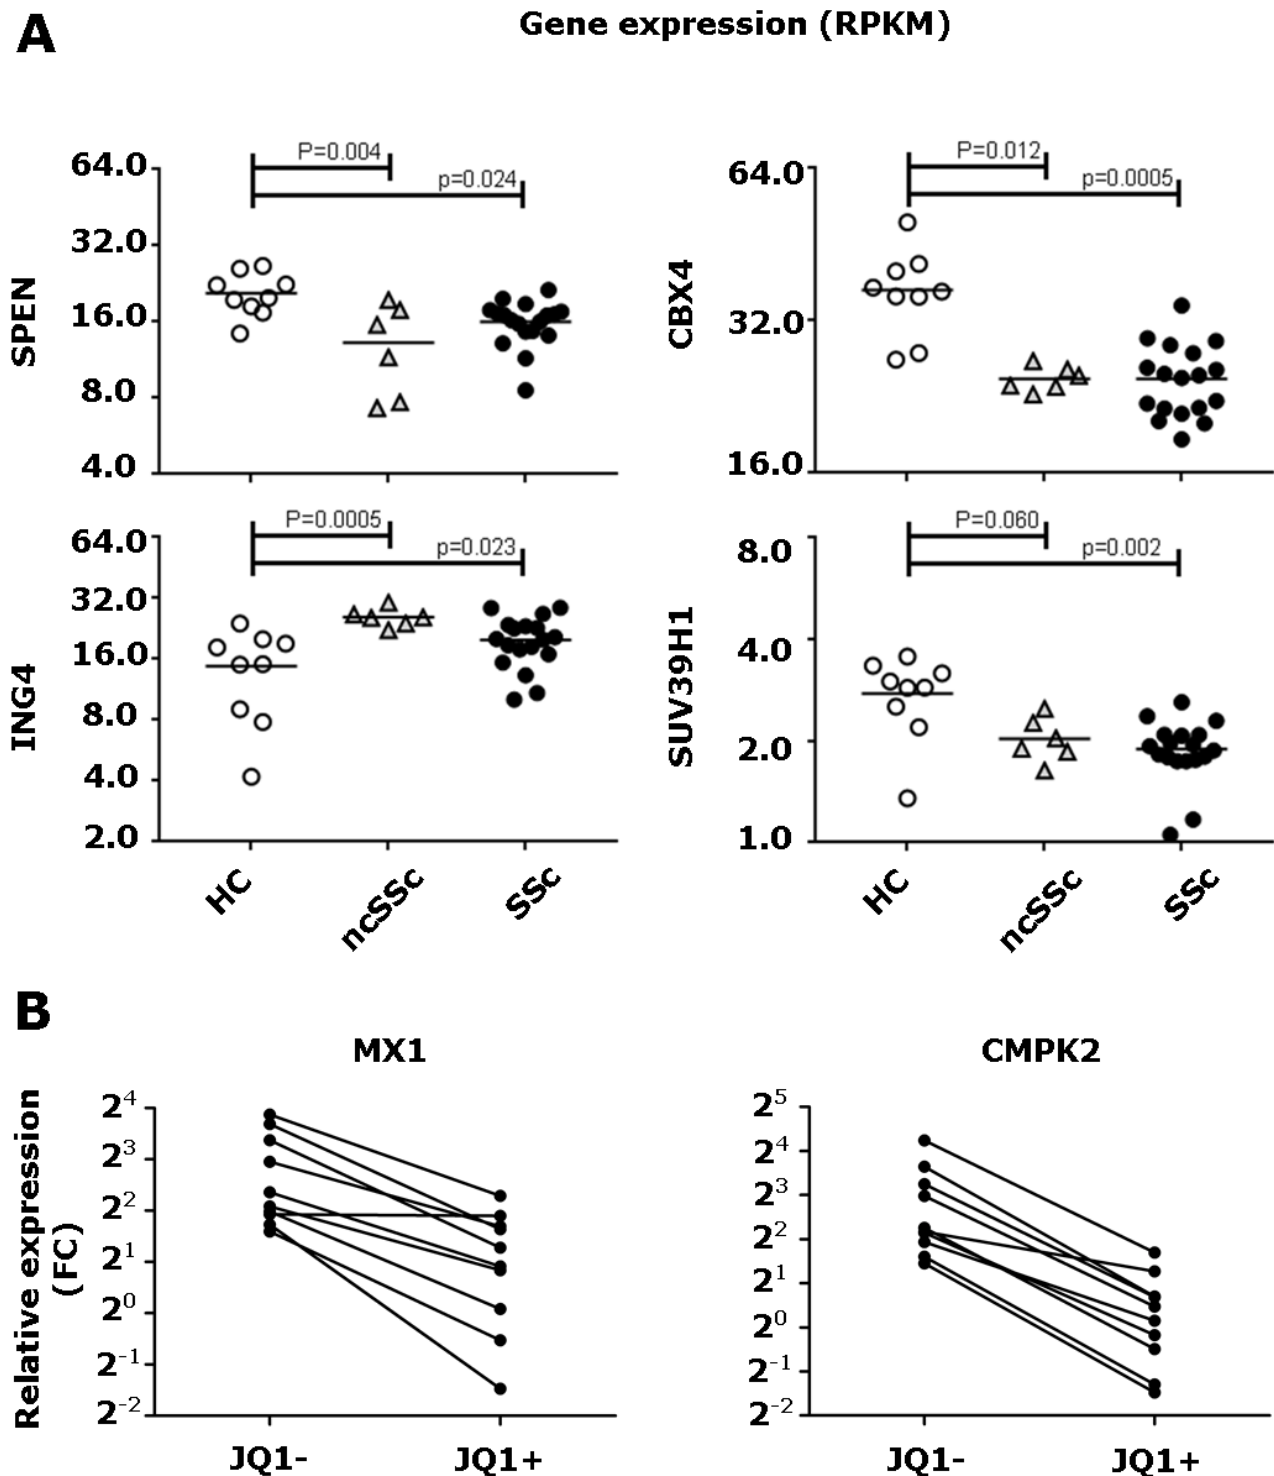 A
Gene expression (RPKM)
SPEN
64.0
32.0
16.0
8.0
4.0
P=0.004
p=0.024
CBX4
64.0
32.0
16.0
P=0.012
p=0.0005
ING4
64.0
32.0
16.0
8.0
4.0
2.0
P=0.0005
p=0.023
HC
ncSSc
SSc
SUV39H1
8.0
4.0
2.0
1.0
P=0.060
p=0.002
HC
ncSSc
SSc
B
MX1
Relative expression
(FC)
2⁴
2³
2²
2¹
2⁰
2⁻¹
2⁻²
JQ1-
JQ1+
CMPK2
2⁵
2⁴
2³
2²
2¹
2⁰
2⁻¹
2⁻²
JQ1-
JQ1+